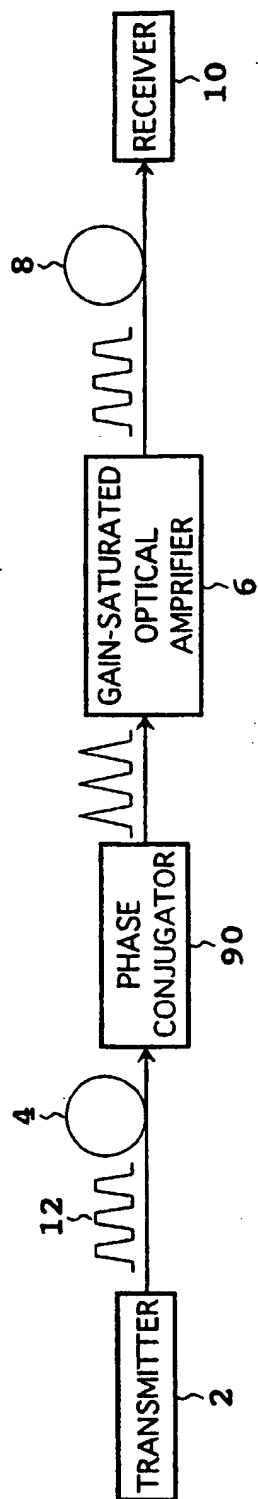 TRANSMITTER
2
12
4
PHASE
CONJUGATOR
90
GAIN-SATURATED
OPTICAL
AMPRIFIER
6
8
RECEIVER
10